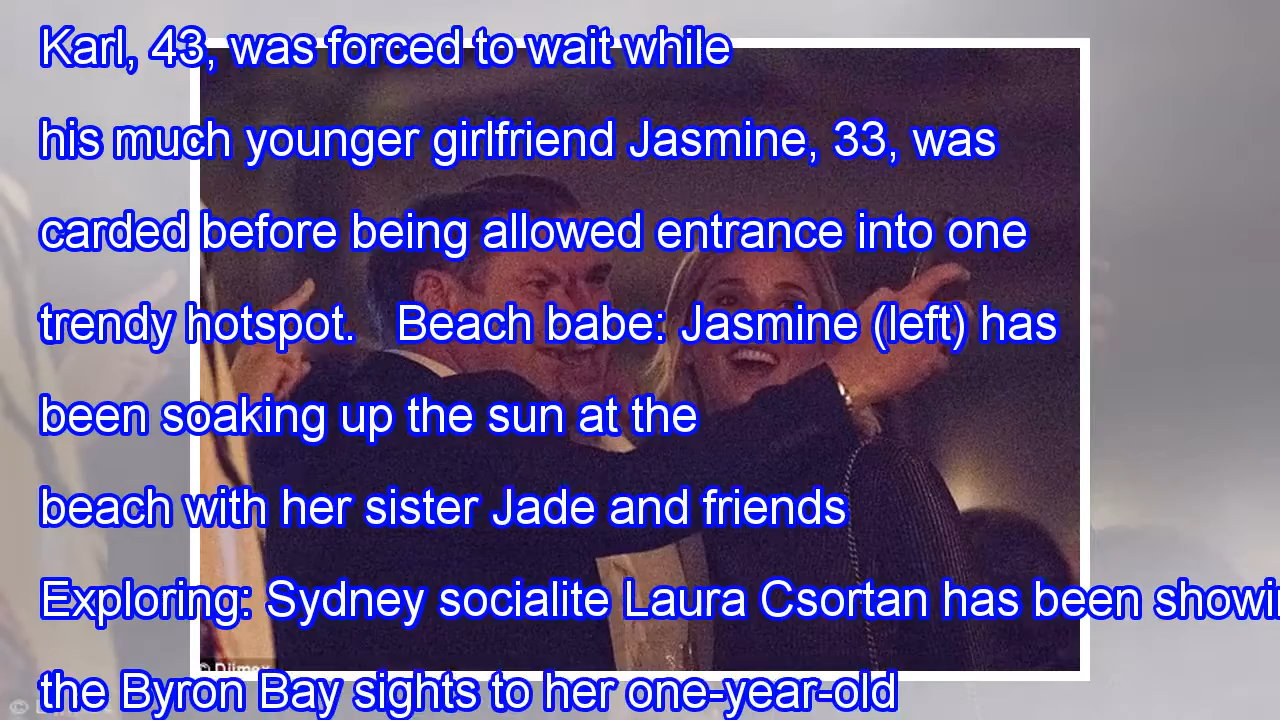 Karl, 43, was forced to wait while
his much younger girlfriend Jasmine, 33, was
carded before being allowed entrance into one
trendy hotspot.   Beach babe: Jasmine (left) has
been soaking up the sun at the
beach with her sister Jade and friends
Exploring: Sydney socialite Laura Csortan has been
© Diimex
the Byron Bay sights to her one-year-old